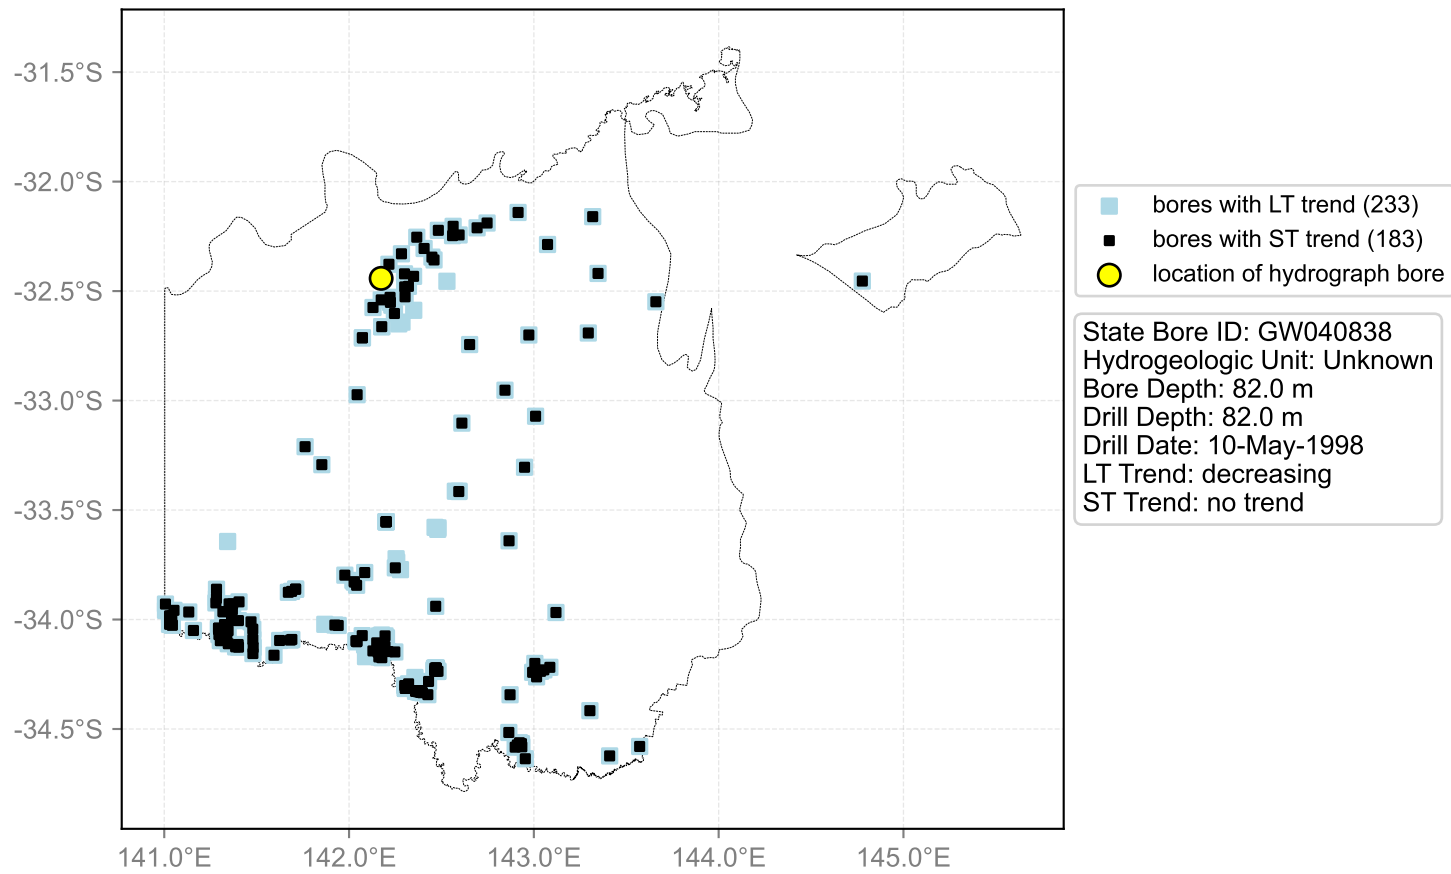 -31.5°S
-32.0°S
-32.5°S
-33.0°S
-33.5°S
-34.0°S
-34.5°S
141.0°E
142.0°E
143.0°E
144.0°E
145.0°E
bores with LT trend (233)
bores with ST trend (183)
location of hydrograph bore
State Bore ID: GW040838
Hydrogeologic Unit: Unknown
Bore Depth: 82.0 m
Drill Depth: 82.0 m
Drill Date: 10-May-1998
LT Trend: decreasing
ST Trend: no trend